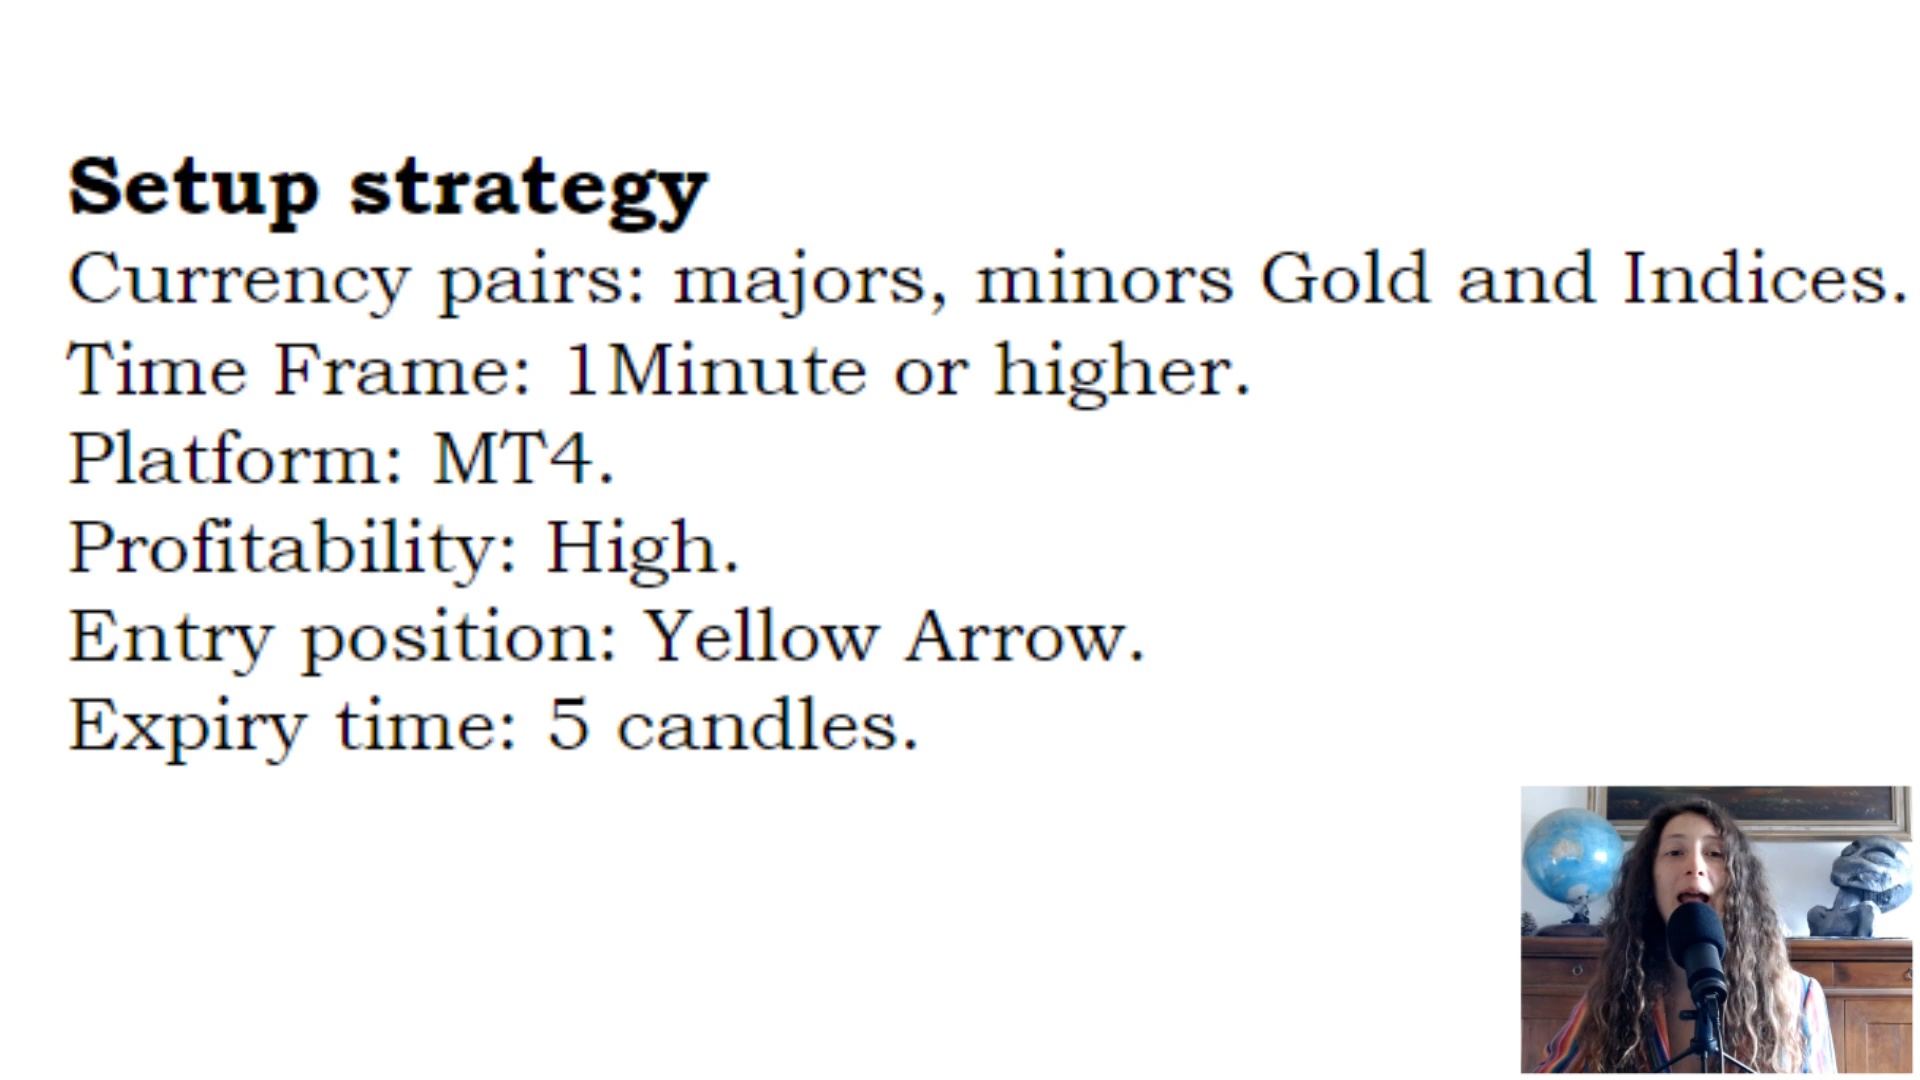 Setup strategy
Currency pairs: majors, minors Gold and Indices.
Time Frame: 1Minute or higher.
Platform: MT4.
Profitability: High.
Entry position: Yellow Arrow.
Expiry time: 5 candles.